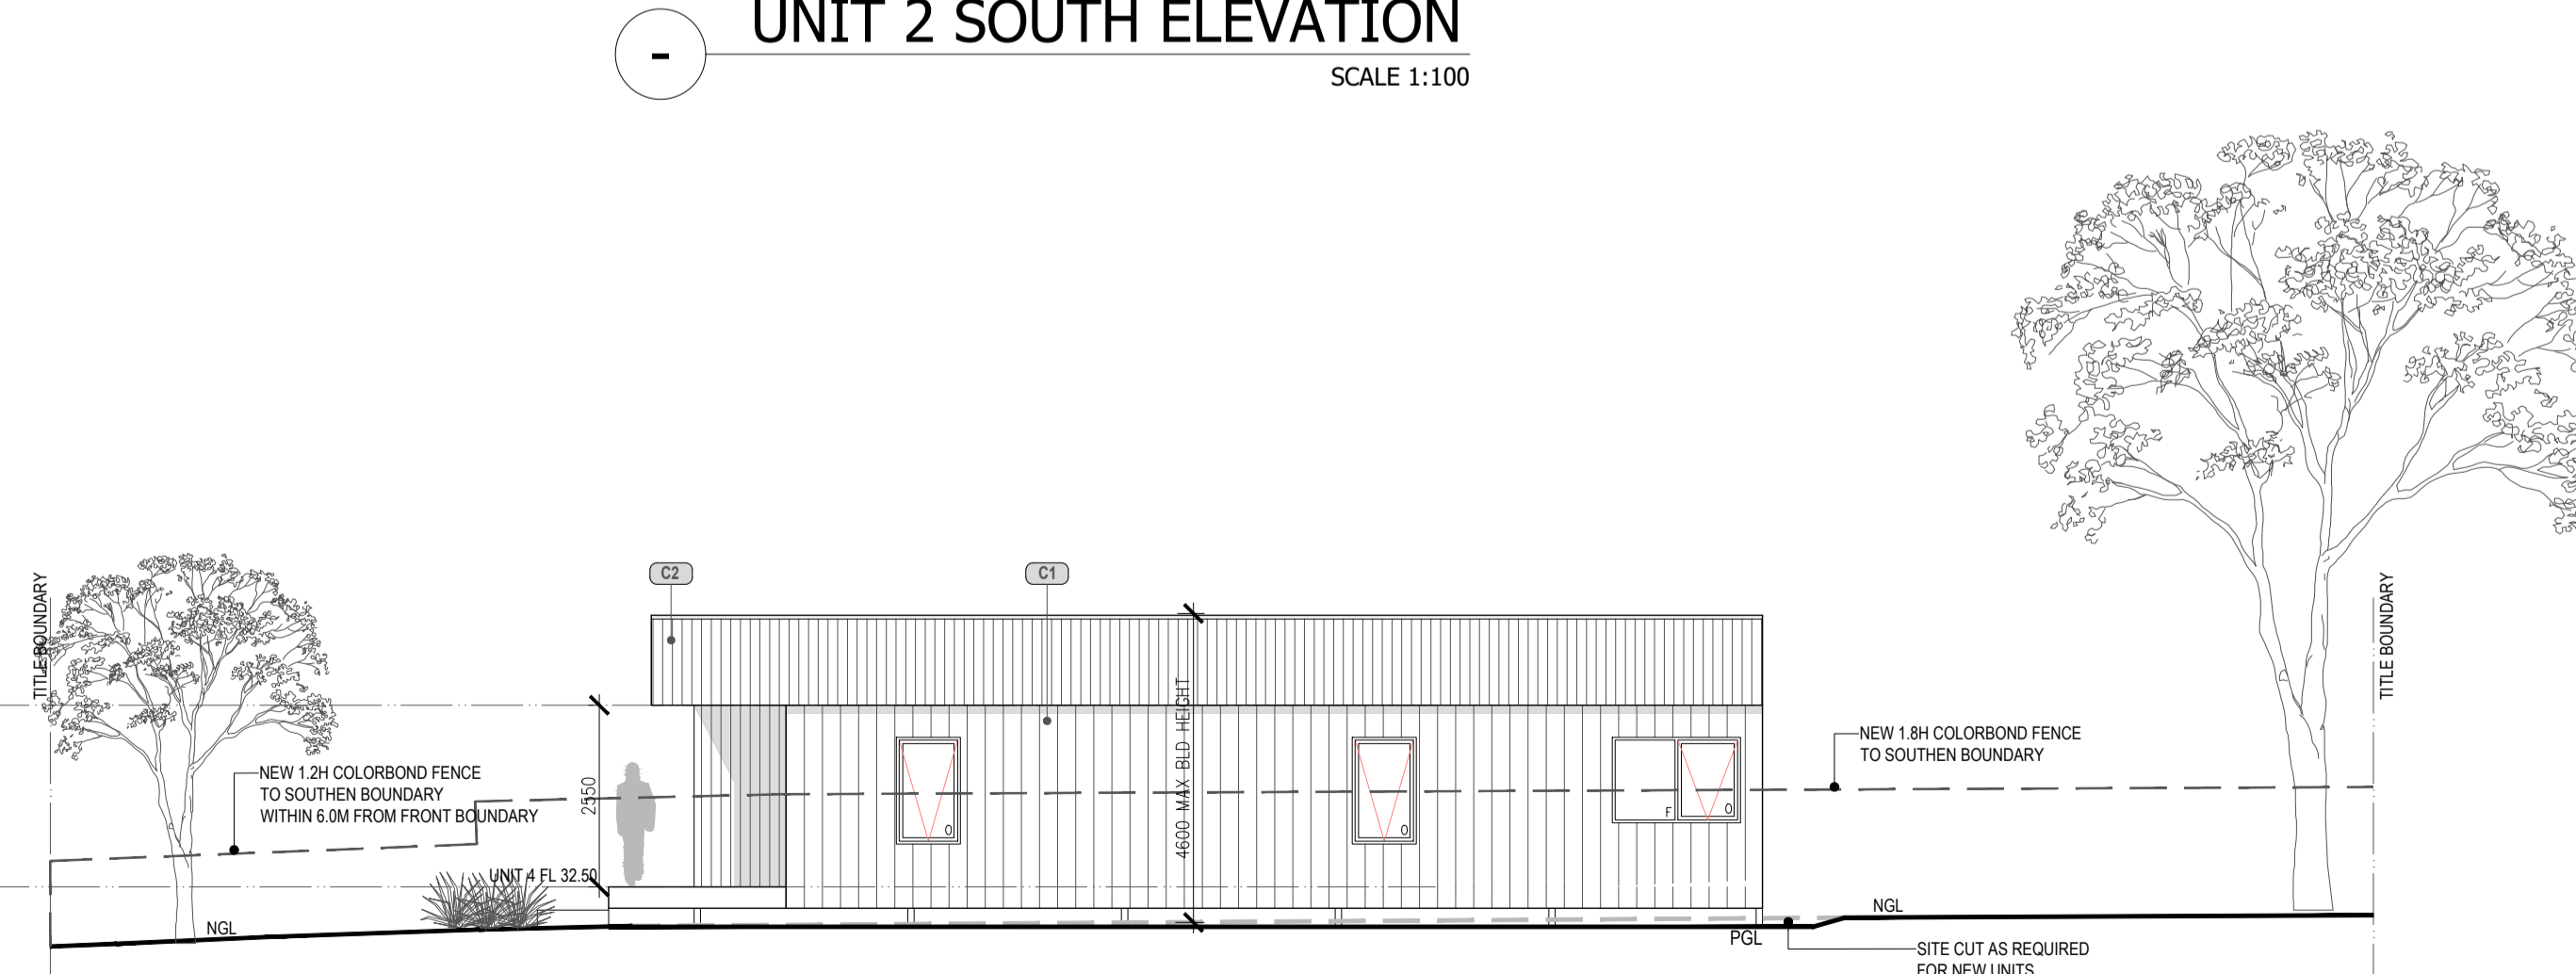 UNIT 2 SOUTH ELEVATION
-
SCALE 1:100
C2
C1
TITLE BOUNDARY
TITLE BOUNDARY
NEW 1.8H COLORBOND FENCE
TO SOUTHEN BOUNDARY
NEW 1.2H COLORBOND FENCE
TO SOUTHEN BOUNDARY
WITHIN 6.0M FROM FRONT BOUNDARY
2550
4600 MAX BLD HEIGHT
O
O
F
O
UNIT 4 FL 32.50
NGL
NGL
PGL
SITE CUT AS REQUIRED
FOR NEW UNITS